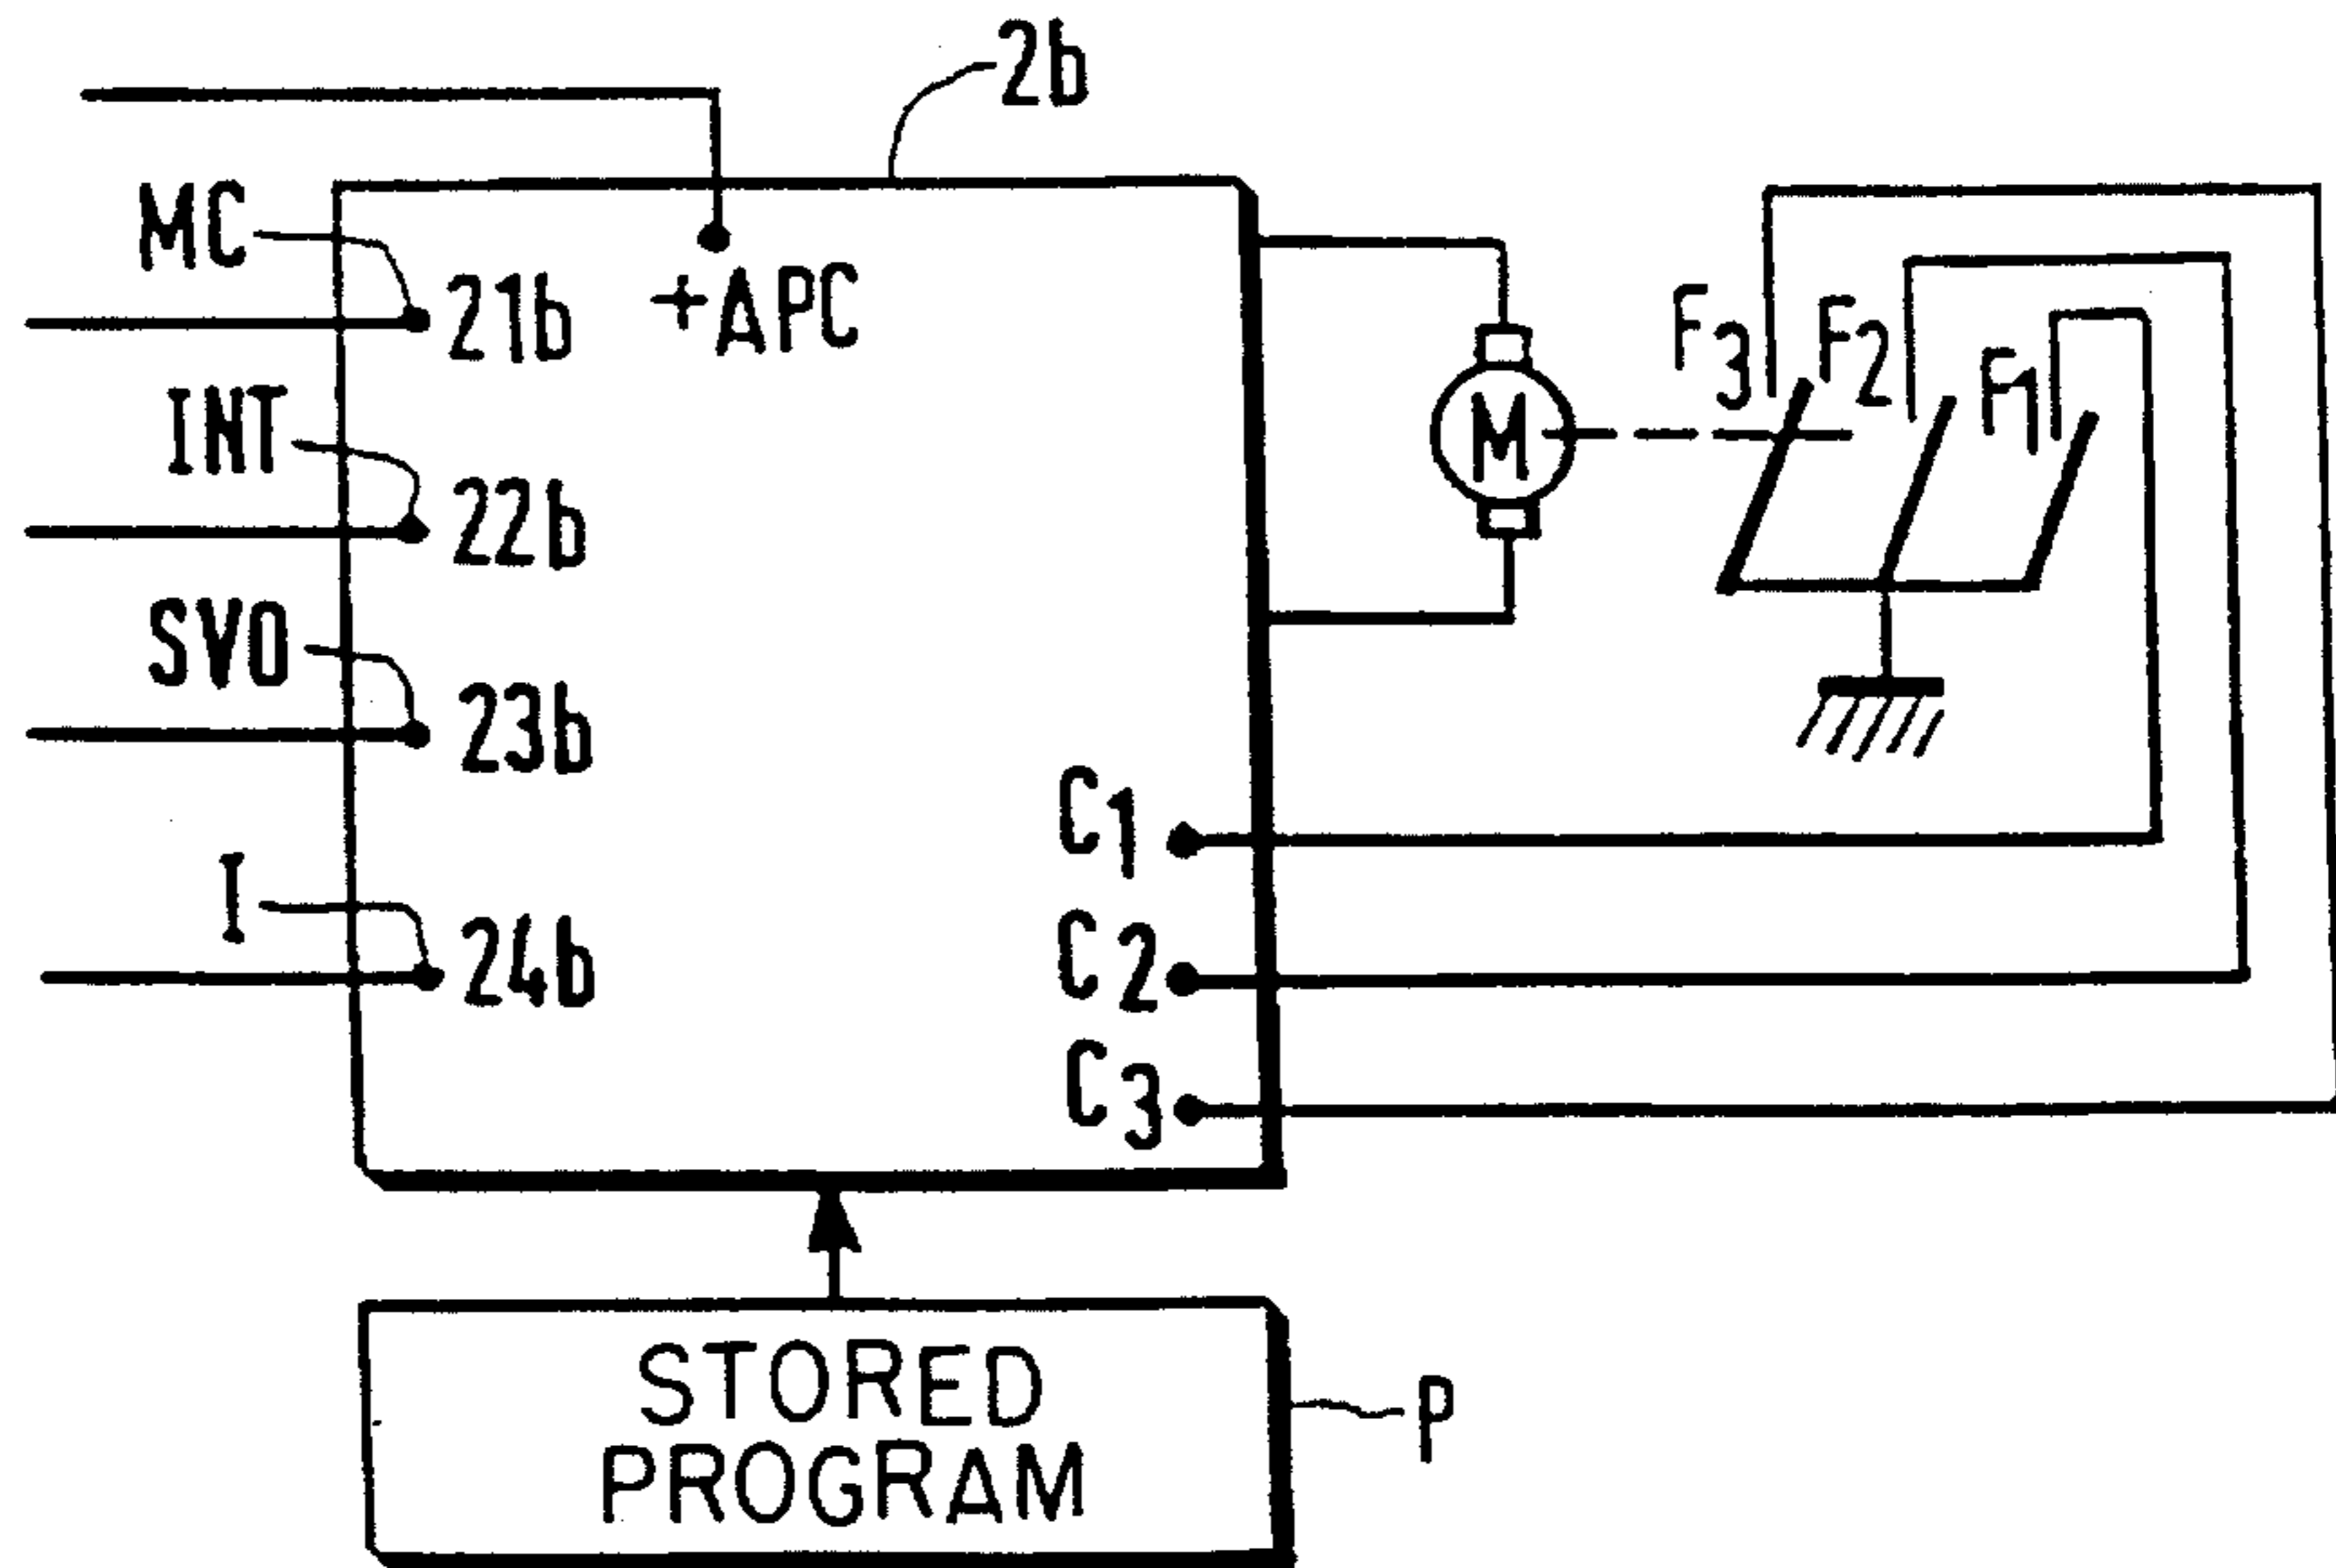 2b
MC
21b
+APC
INT
22b
SVO
23b
I
24b
M
F3
F2
F1
C1
C2
C3
STORED
PROGRAM
P